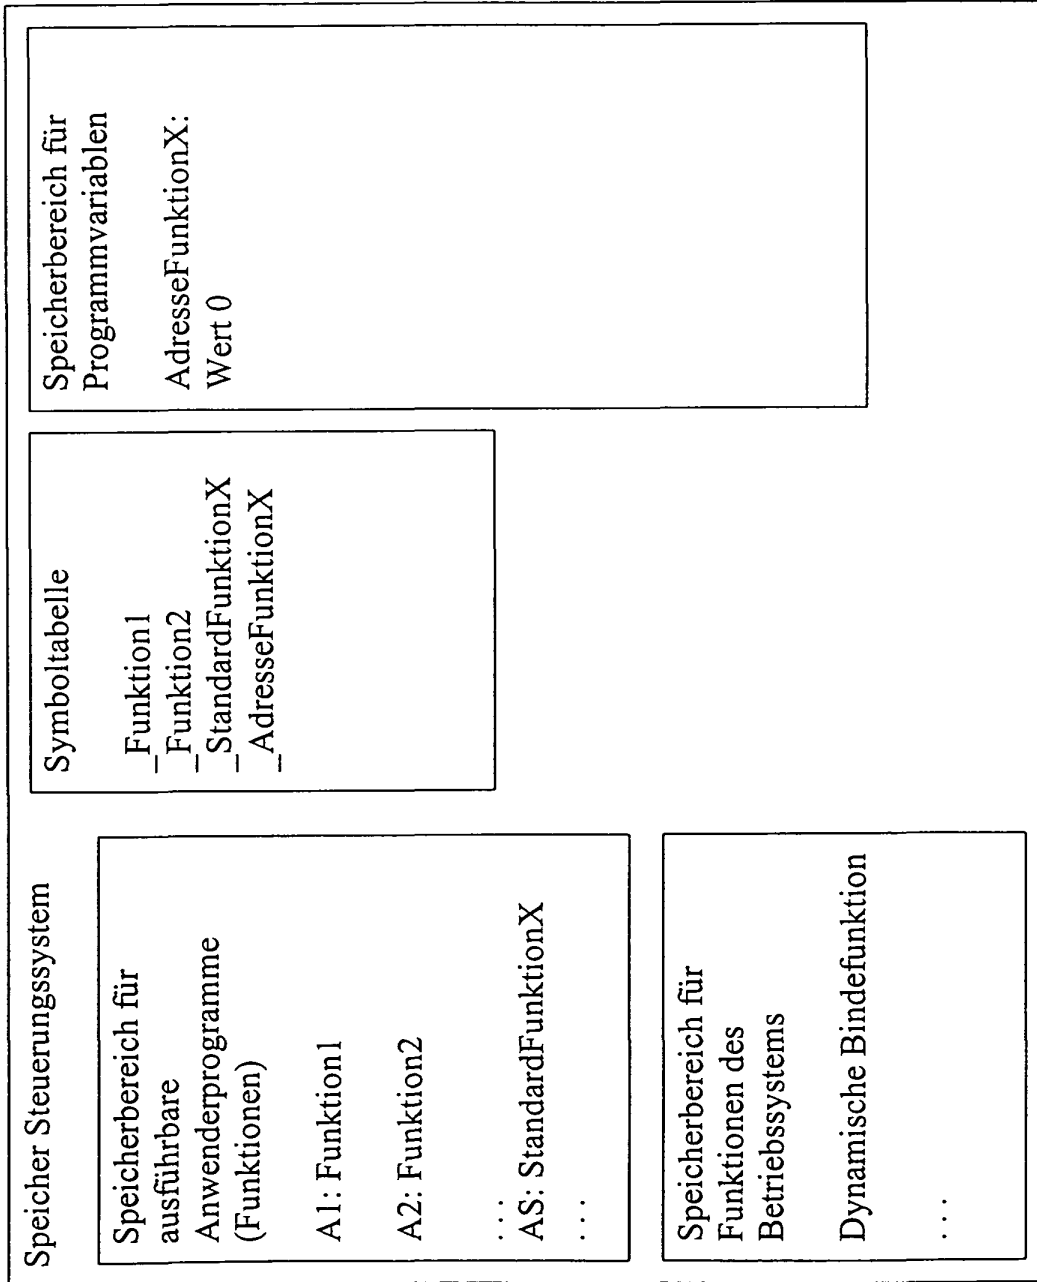 Speicher Steuerungssystem
Speicherbereich für
ausführbare
Anwenderprogramme
(Funktionen)
A1: Funktion1
A2: Funktion2
...
AS: StandardFunktionX
...
Speicherbereich für
Funktionen des
Betriebssystems
Dynamische Bindefunktion
...
Symboltabelle
_Funktion1
_Funktion2
_StandardFunktionX
_AdresseFunktionX
Speicherbereich für
Programmvariablen
AdresseFunktionX:
Wert 0